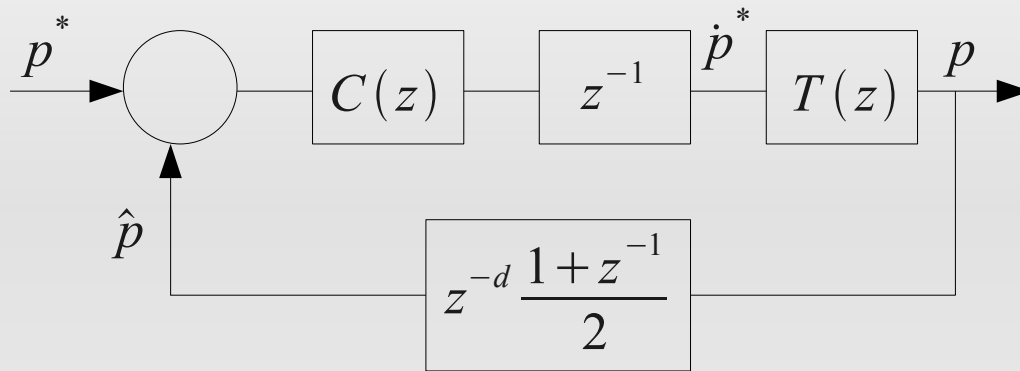 p*
C(z)
z⁻¹
ṗ*
T(z)
p
p̂
z⁻ᵈ (1+z⁻¹)/2